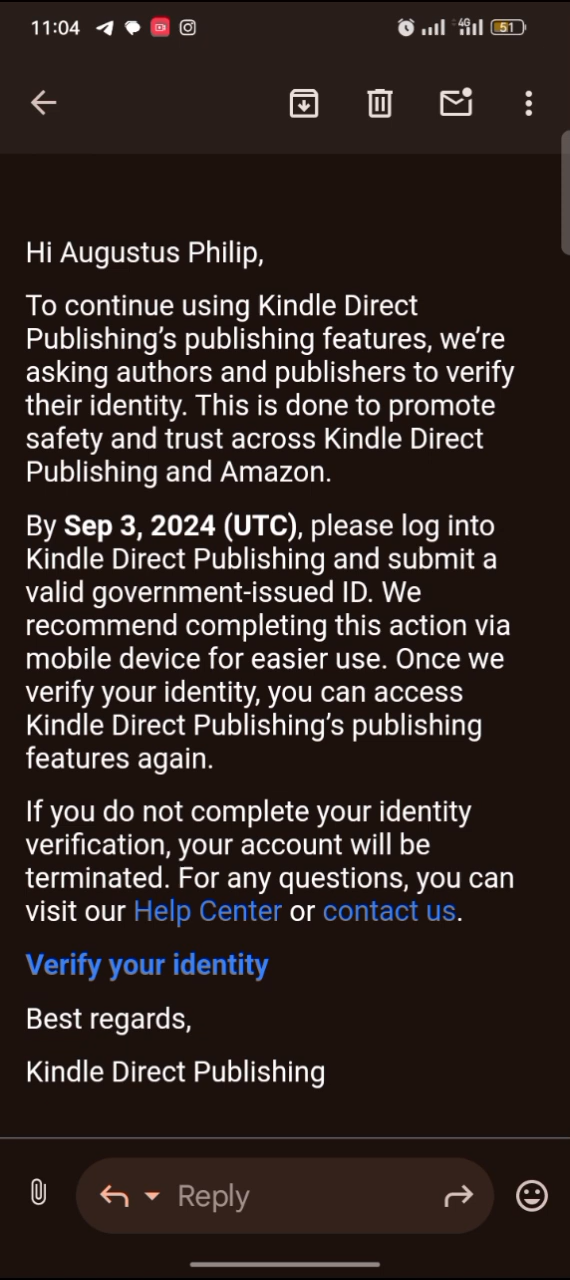 11:04
4G
51
Hi Augustus Philip,
To continue using Kindle Direct
Publishing’s publishing features, we’re
asking authors and publishers to verify
their identity. This is done to promote
safety and trust across Kindle Direct
Publishing and Amazon.
By Sep 3, 2024 (UTC), please log into
Kindle Direct Publishing and submit a
valid government-issued ID. We
recommend completing this action via
mobile device for easier use. Once we
verify your identity, you can access
Kindle Direct Publishing’s publishing
features again.
If you do not complete your identity
verification, your account will be
terminated. For any questions, you can
visit our Help Center or contact us.
Verify your identity
Best regards,
Kindle Direct Publishing
Reply